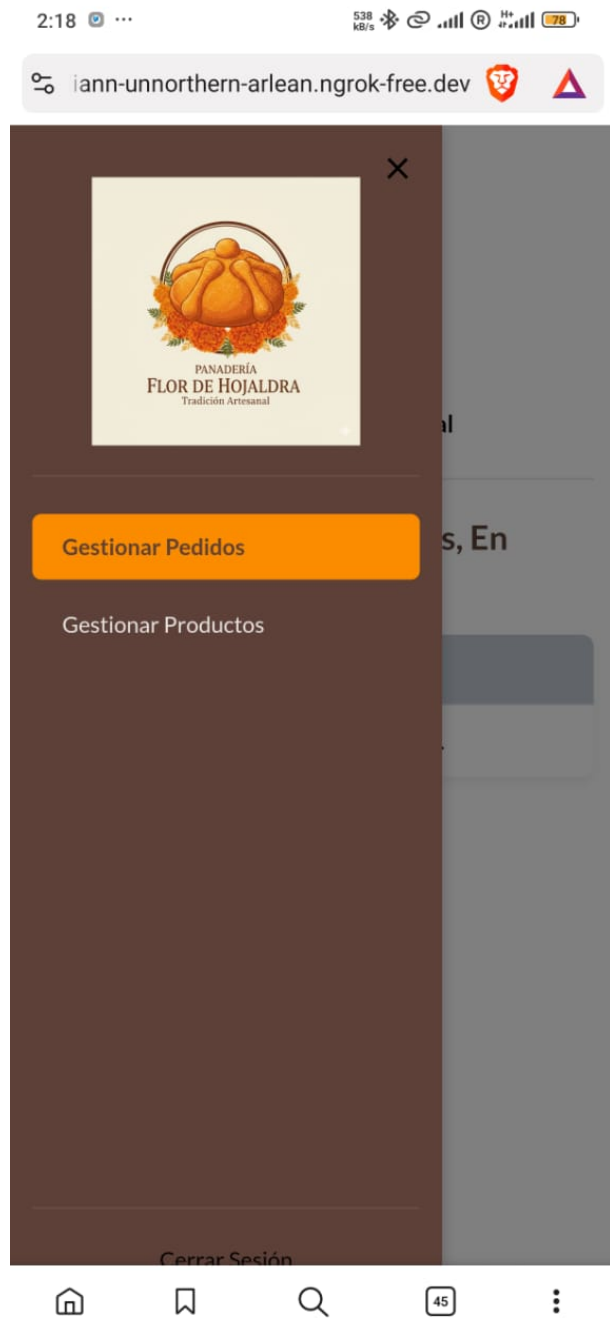 2:18
538
kB/s
R
H+
78
iann-unnorthern-arlean.ngrok-free.dev
PANADERÍA
FLOR DE HOJALDRA
Tradición Artesanal
al
Gestionar Pedidos
s, En
Gestionar Productos
Cerrar Sesión
45